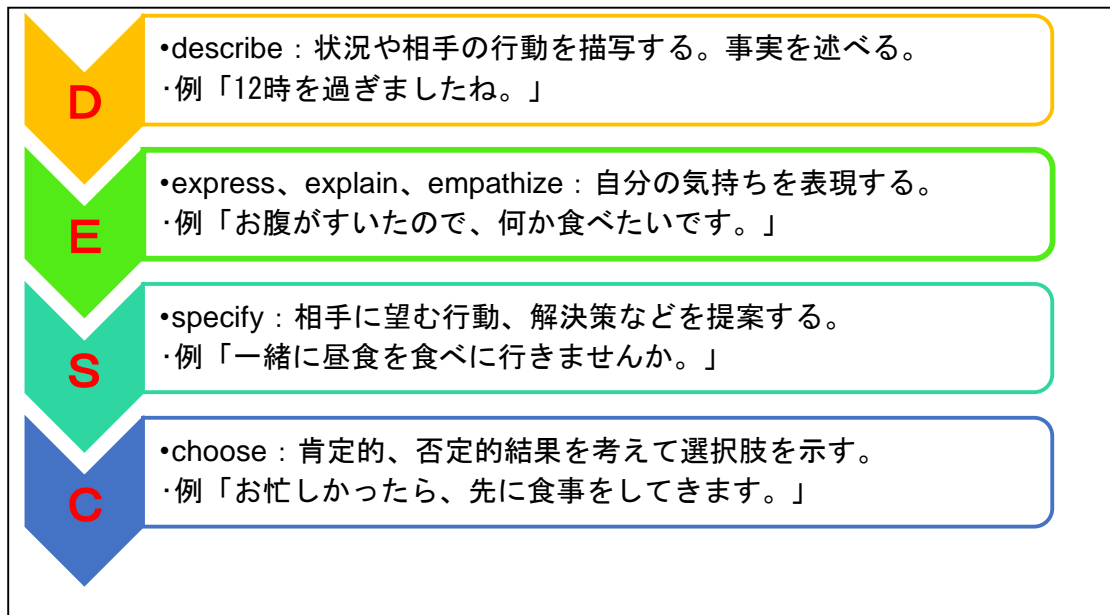 D
•describe：状況や相手の行動を描写する。事実を述べる。
･例「12時を過ぎましたね。」
E
•express、explain、empathize：自分の気持ちを表現する。
･例「お腹がすいたので、何か食べたいです。」
S
•specify：相手に望む行動、解決策などを提案する。
･例「一緒に昼食を食べに行きませんか。」
C
•choose：肯定的、否定的結果を考えて選択肢を示す。
･例「お忙しかったら、先に食事をしてきます。」